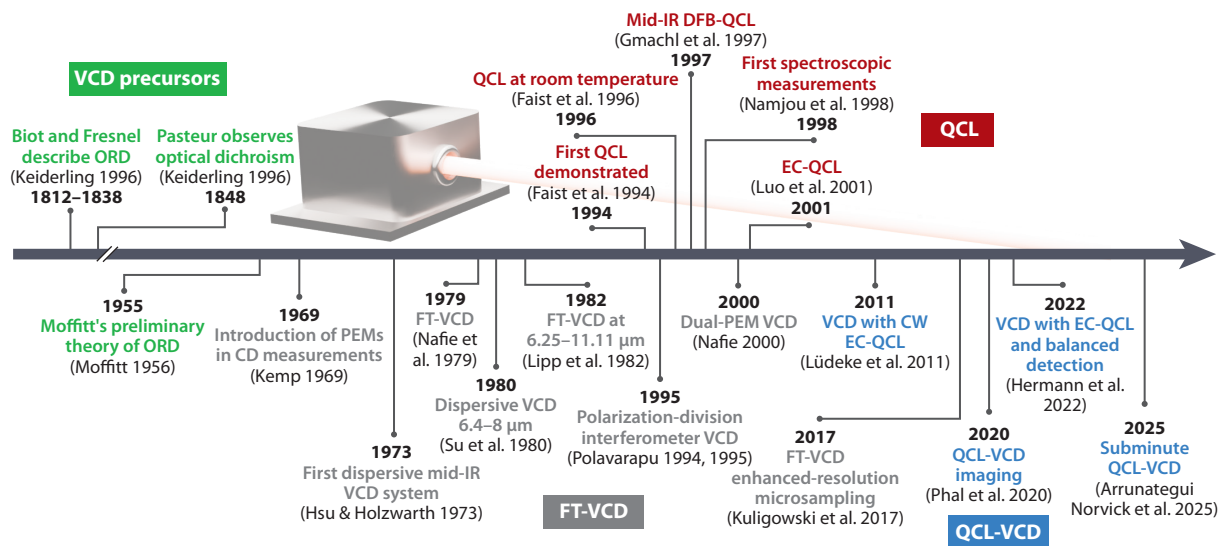 VCD precursors
Biot and Fresnel
describe ORD
(Keiderling 1996)
1812–1838
Pasteur observes
optical dichroism
(Keiderling 1996)
1848
First QCL
demonstrated
(Faist et al. 1994)
1994
QCL at room temperature
(Faist et al. 1996)
1996
Mid-IR DFB-QCL
(Gmachl et al. 1997)
1997
First spectroscopic
measurements
(Namjou et al. 1998)
1998
EC-QCL
(Luo et al. 2001)
2001
QCL
1955
Moffitt's preliminary
theory of ORD
(Moffitt 1956)
1969
Introduction of PEMs
in CD measurements
(Kemp 1969)
1973
First dispersive mid-IR
VCD system
(Hsu & Holzwarth 1973)
1979
FT-VCD
(Nafie et
al. 1979)
1980
Dispersive VCD
6.4–8 μm
(Su et al. 1980)
1982
FT-VCD at
6.25–11.11 μm
(Lipp et al. 1982)
1995
Polarization-division
interferometer VCD
(Polavarapu 1994, 1995)
FT-VCD
2000
Dual-PEM VCD
(Nafie 2000)
2011
VCD with CW
EC-QCL
(Lüdeke et al. 2011)
2017
FT-VCD
enhanced-resolution
microsampling
(Kuligowski et al. 2017)
2020
QCL-VCD
imaging
(Phal et al. 2020)
2022
VCD with EC-QCL
and balanced
detection
(Hermann et al.
2022)
2025
Subminute
QCL-VCD
(Arrunategui
Norvick et al. 2025)
QCL-VCD